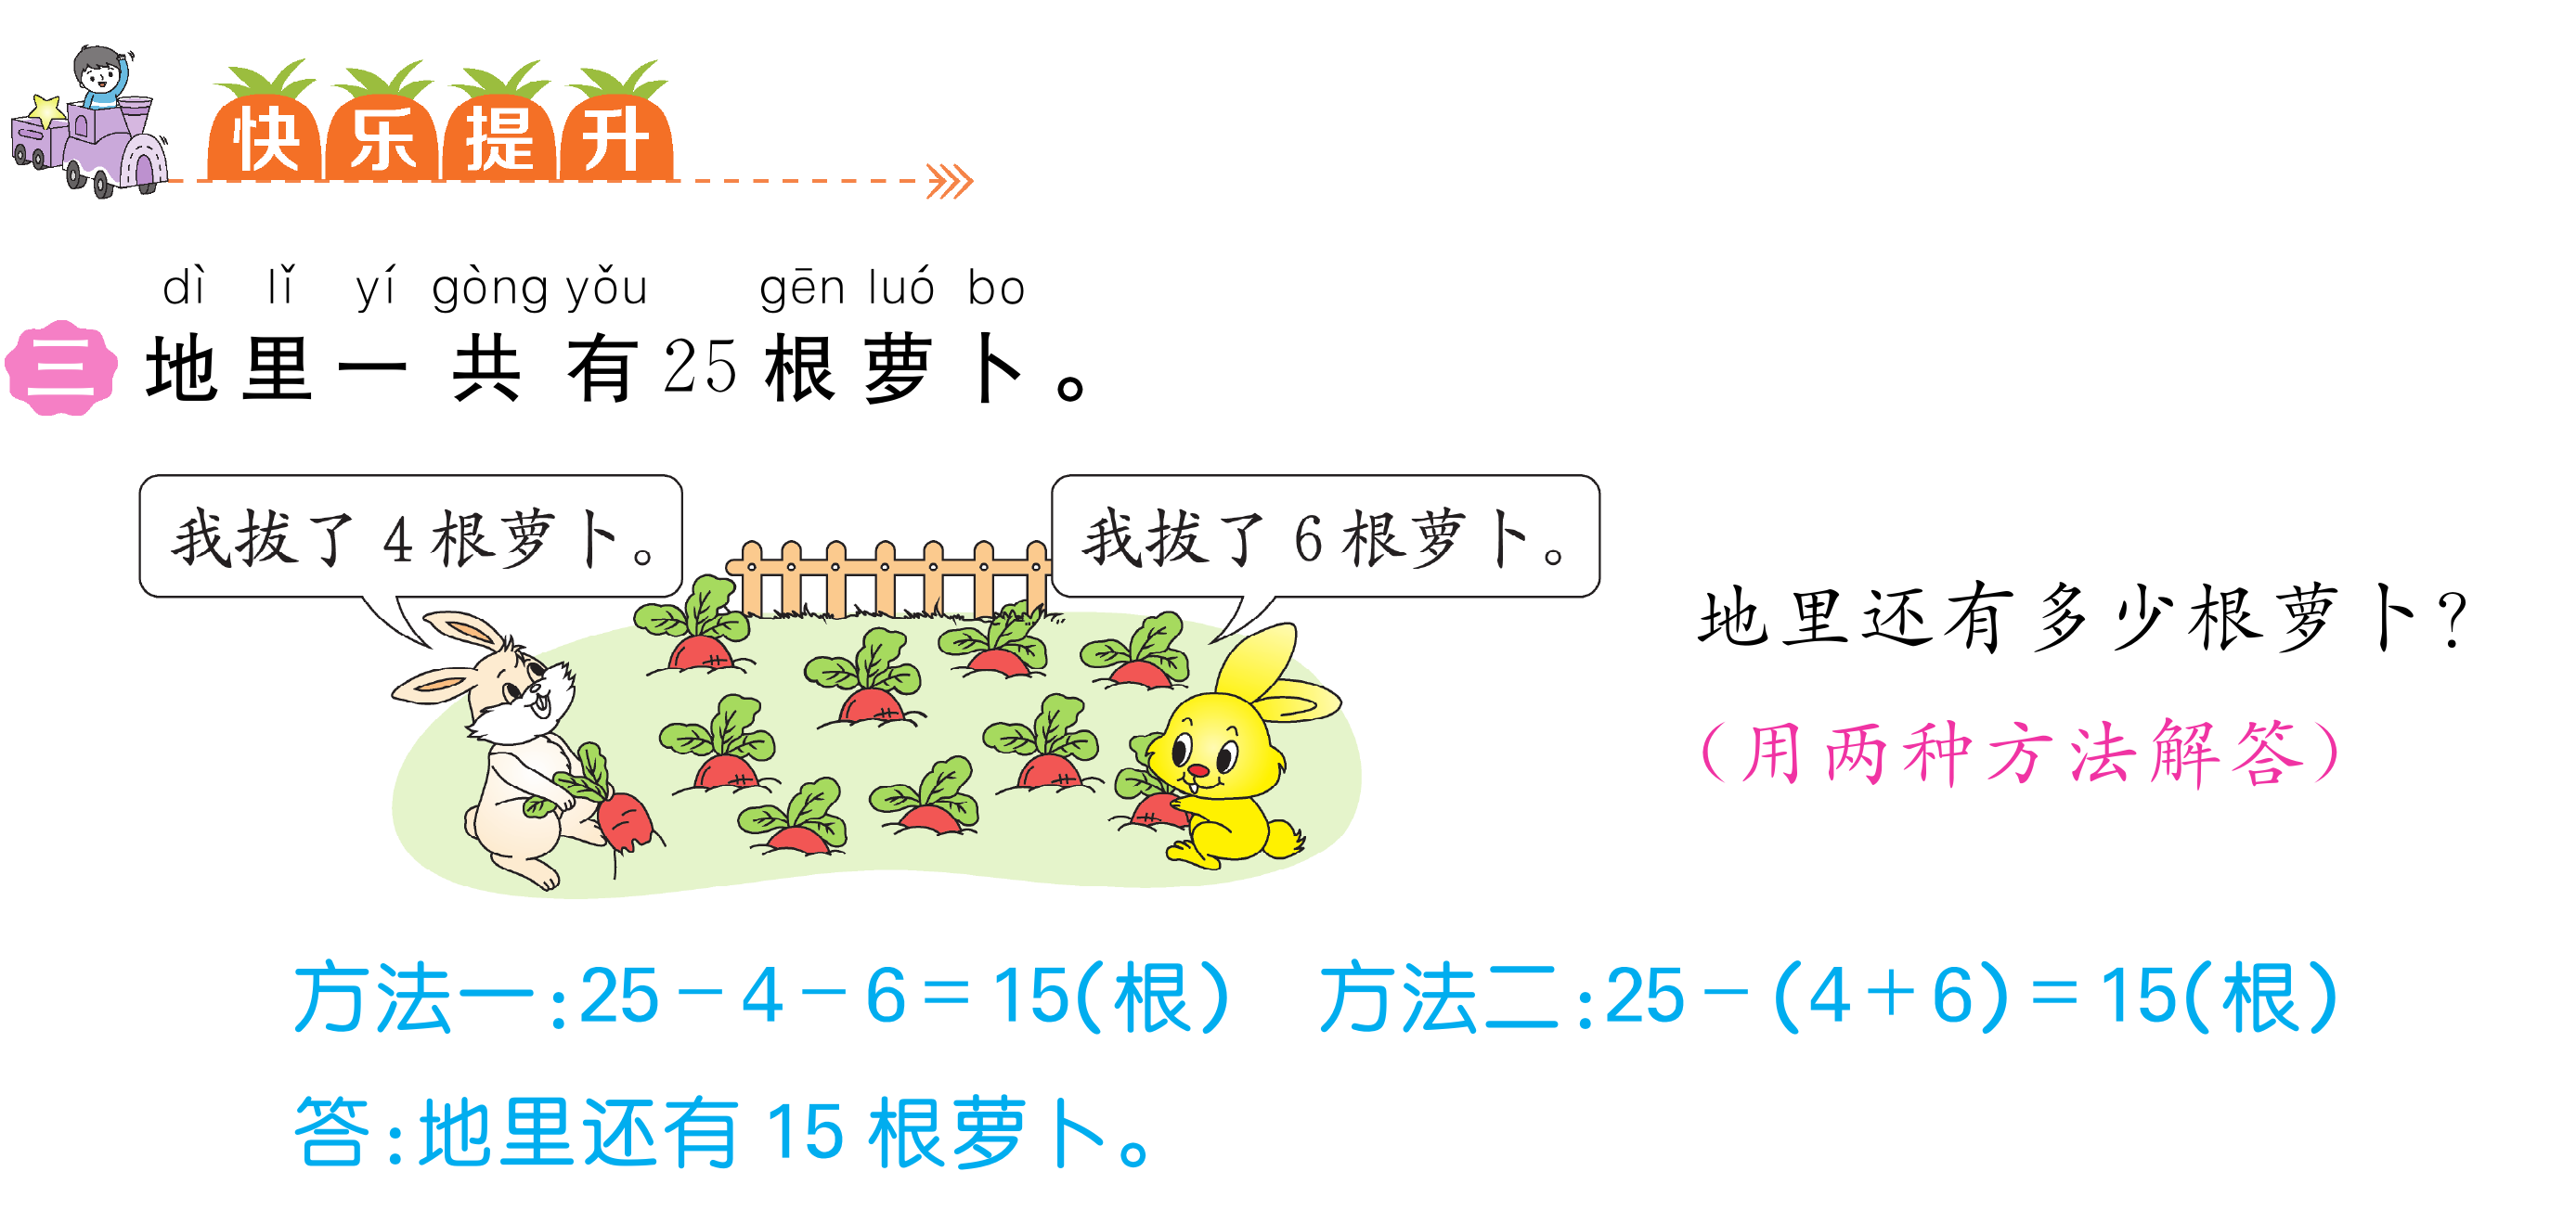 快乐提升
dì lǐ yí gòng yǒu gēn luó bo
三 地里一共有25根萝卜。
我拔了4根萝卜。
我拔了6根萝卜。
地里还有多少根萝卜?
(用两种方法解答)
方法一:25-4-6=15(根) 方法二:25-(4+6)=15(根)
答:地里还有15根萝卜。